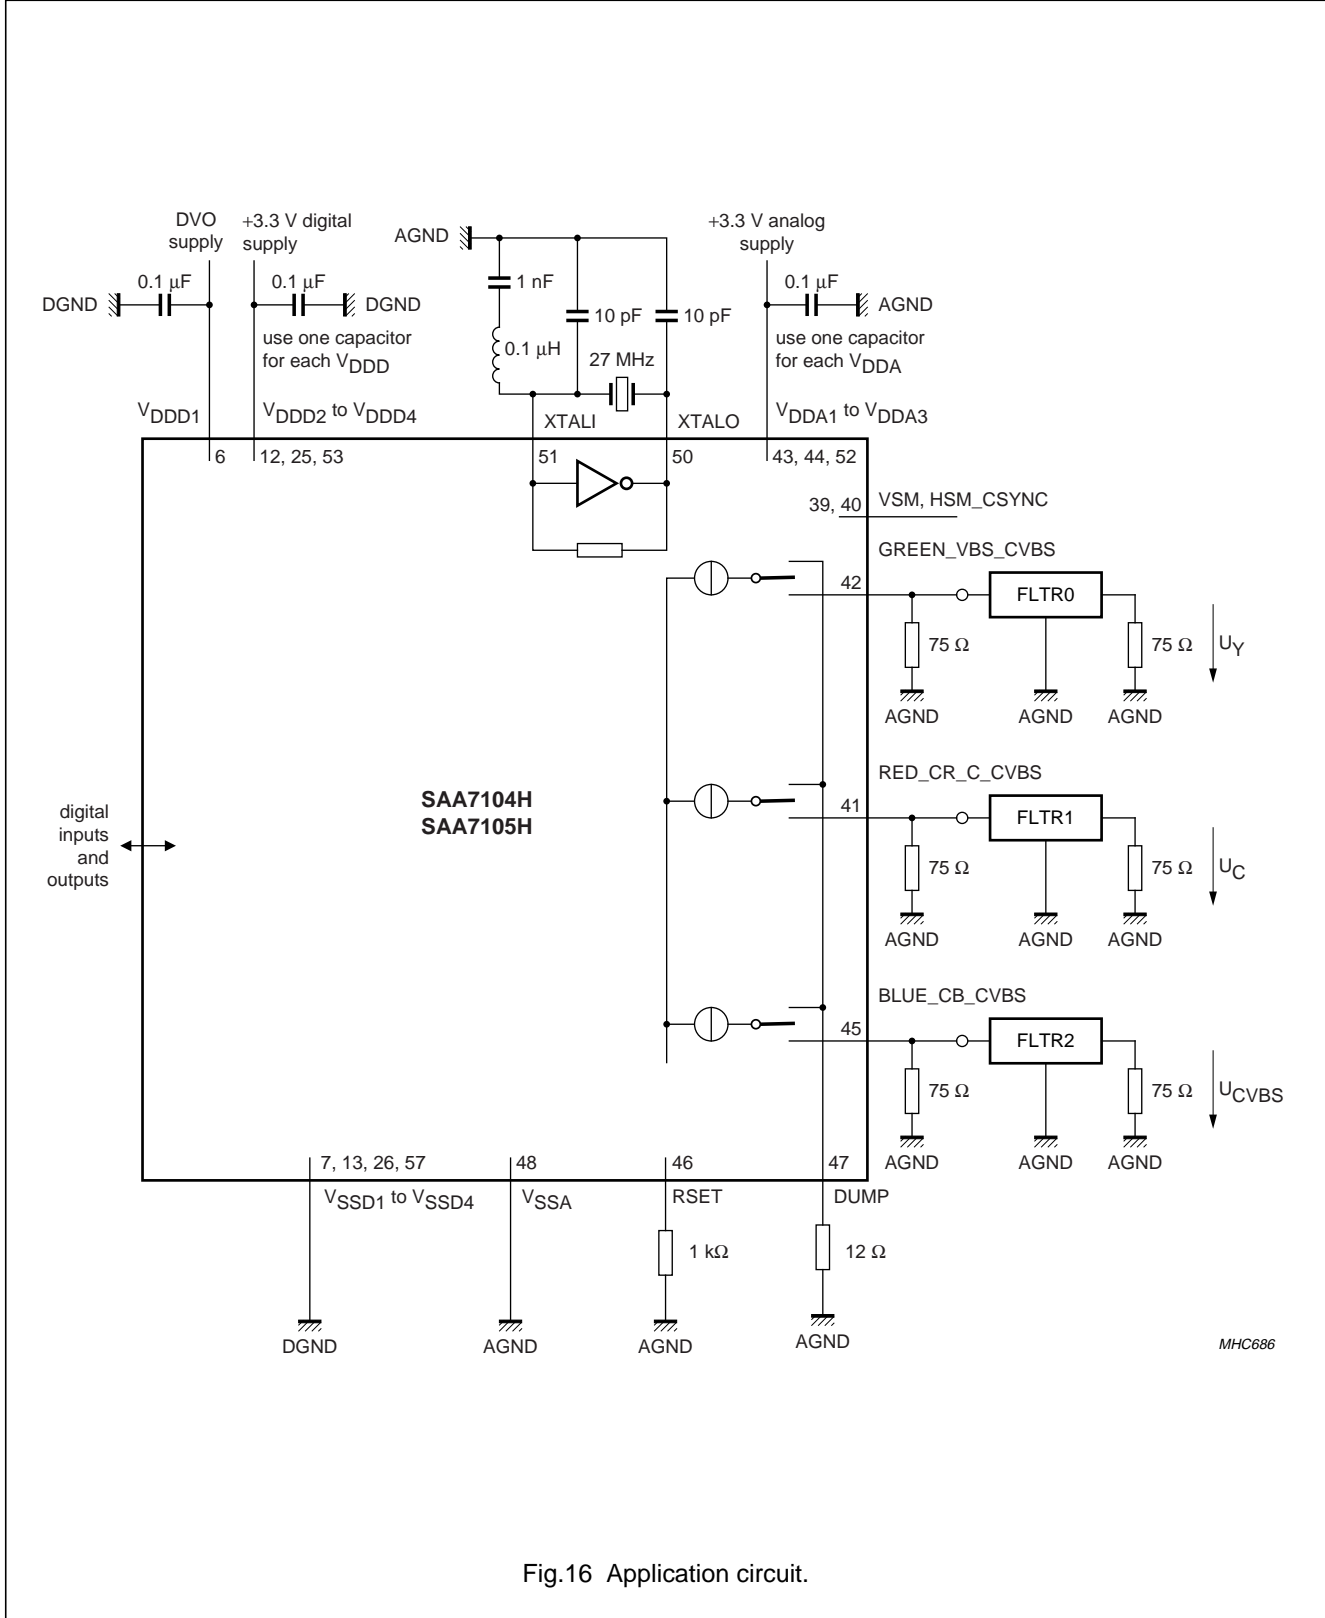 DVO
supply
+3.3 V digital
supply
AGND
+3.3 V analog
supply
0.1 μF
0.1 μF
1 nF
0.1 μF
DGND
DGND
10 pF
10 pF
AGND
use one capacitor
for each VDDD
0.1 μH
27 MHz
use one capacitor
for each VDDA
VDDD1
VDDD2 to VDDD4
XTALI
XTALO
VDDA1 to VDDA3
6
12, 25, 53
51
50
43, 44, 52
39, 40
VSM, HSM_CSYNC
GREEN_VBS_CVBS
42
FLTR0
75 Ω
75 Ω
UY
AGND
AGND
AGND
RED_CR_C_CVBS
41
FLTR1
75 Ω
75 Ω
UC
AGND
AGND
AGND
SAA7104H
SAA7105H
digital
inputs
and
outputs
BLUE_CB_CVBS
45
FLTR2
75 Ω
75 Ω
UCVBS
AGND
AGND
AGND
7, 13, 26, 57
48
46
47
VSSD1 to VSSD4
VSSA
RSET
DUMP
1 kΩ
12 Ω
DGND
AGND
AGND
AGND
MHC686
Fig.16 Application circuit.